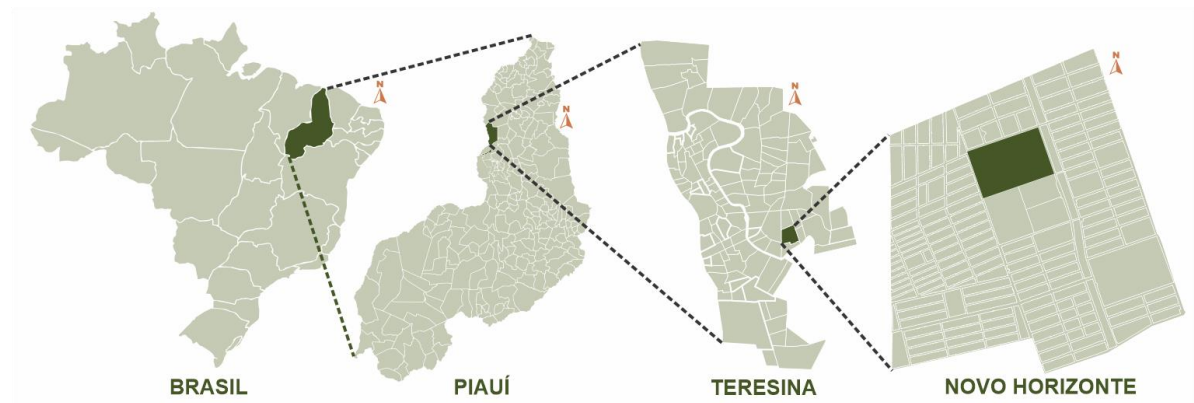 N
N
N
N
BRASIL
PIAUÍ
TERESINA
NOVO HORIZONTE